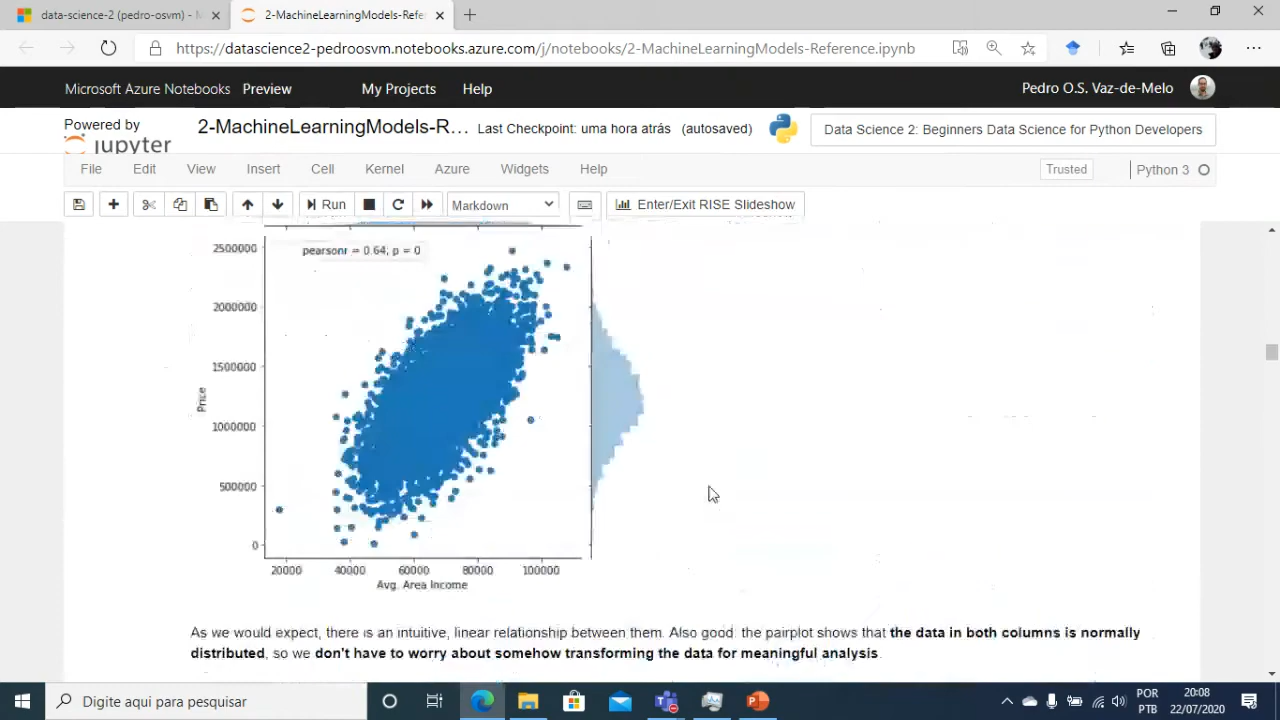 data-science-2 (pedro-osvm) - M
2-MachineLearningModels-Refe
https://datascience2-pedroosvm.notebooks.azure.com/j/notebooks/2-MachineLearningModels-Reference.ipynb
Microsoft Azure Notebooks Preview My Projects Help Pedro O.S. Vaz-de-Melo
Powered by
jupyter
2-MachineLearningModels-R... Last Checkpoint: uma hora atrás (autosaved) Data Science 2: Beginners Data Science for Python Developers
File Edit View Insert Cell Kernel Azure Widgets Help Trusted Python 3
Run Markdown Enter/Exit RISE Slideshow
pearsonr = 0.64; p = 0
2500000
2000000
1500000
1000000
500000
0
Price
20000 40000 60000 80000 100000
Avg. Area Income
As we would expect, there is an intuitive, linear relationship between them. Also good: the pairplot shows that the data in both columns is normally
distributed, so we don't have to worry about somehow transforming the data for meaningful analysis.
Digite aqui para pesquisar
POR
PTB
20:08
22/07/2020